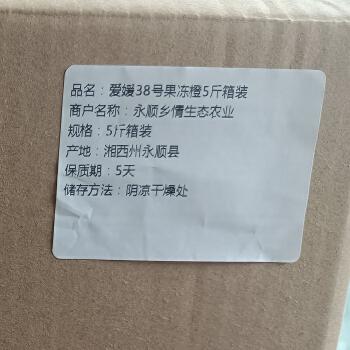 品名：爱媛38号果冻橙5斤箱装
商户名称：永顺乡情生态农业
规格：5斤箱装
产地：湘西州永顺县
保质期：5天
储存方法：阴凉干燥处